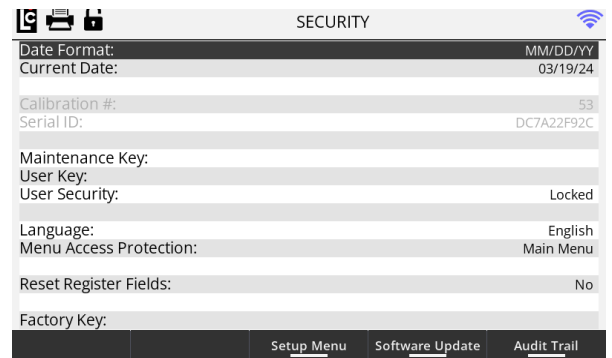 LC SECURITY
Date Format: MM/DD/YY
Current Date: 03/19/24
Calibration #: 53
Serial ID: DC7A22F92C
Maintenance Key:
User Key:
User Security: Locked
Language: English
Menu Access Protection: Main Menu
Reset Register Fields: No
Factory Key:
Setup Menu Software Update Audit Trail